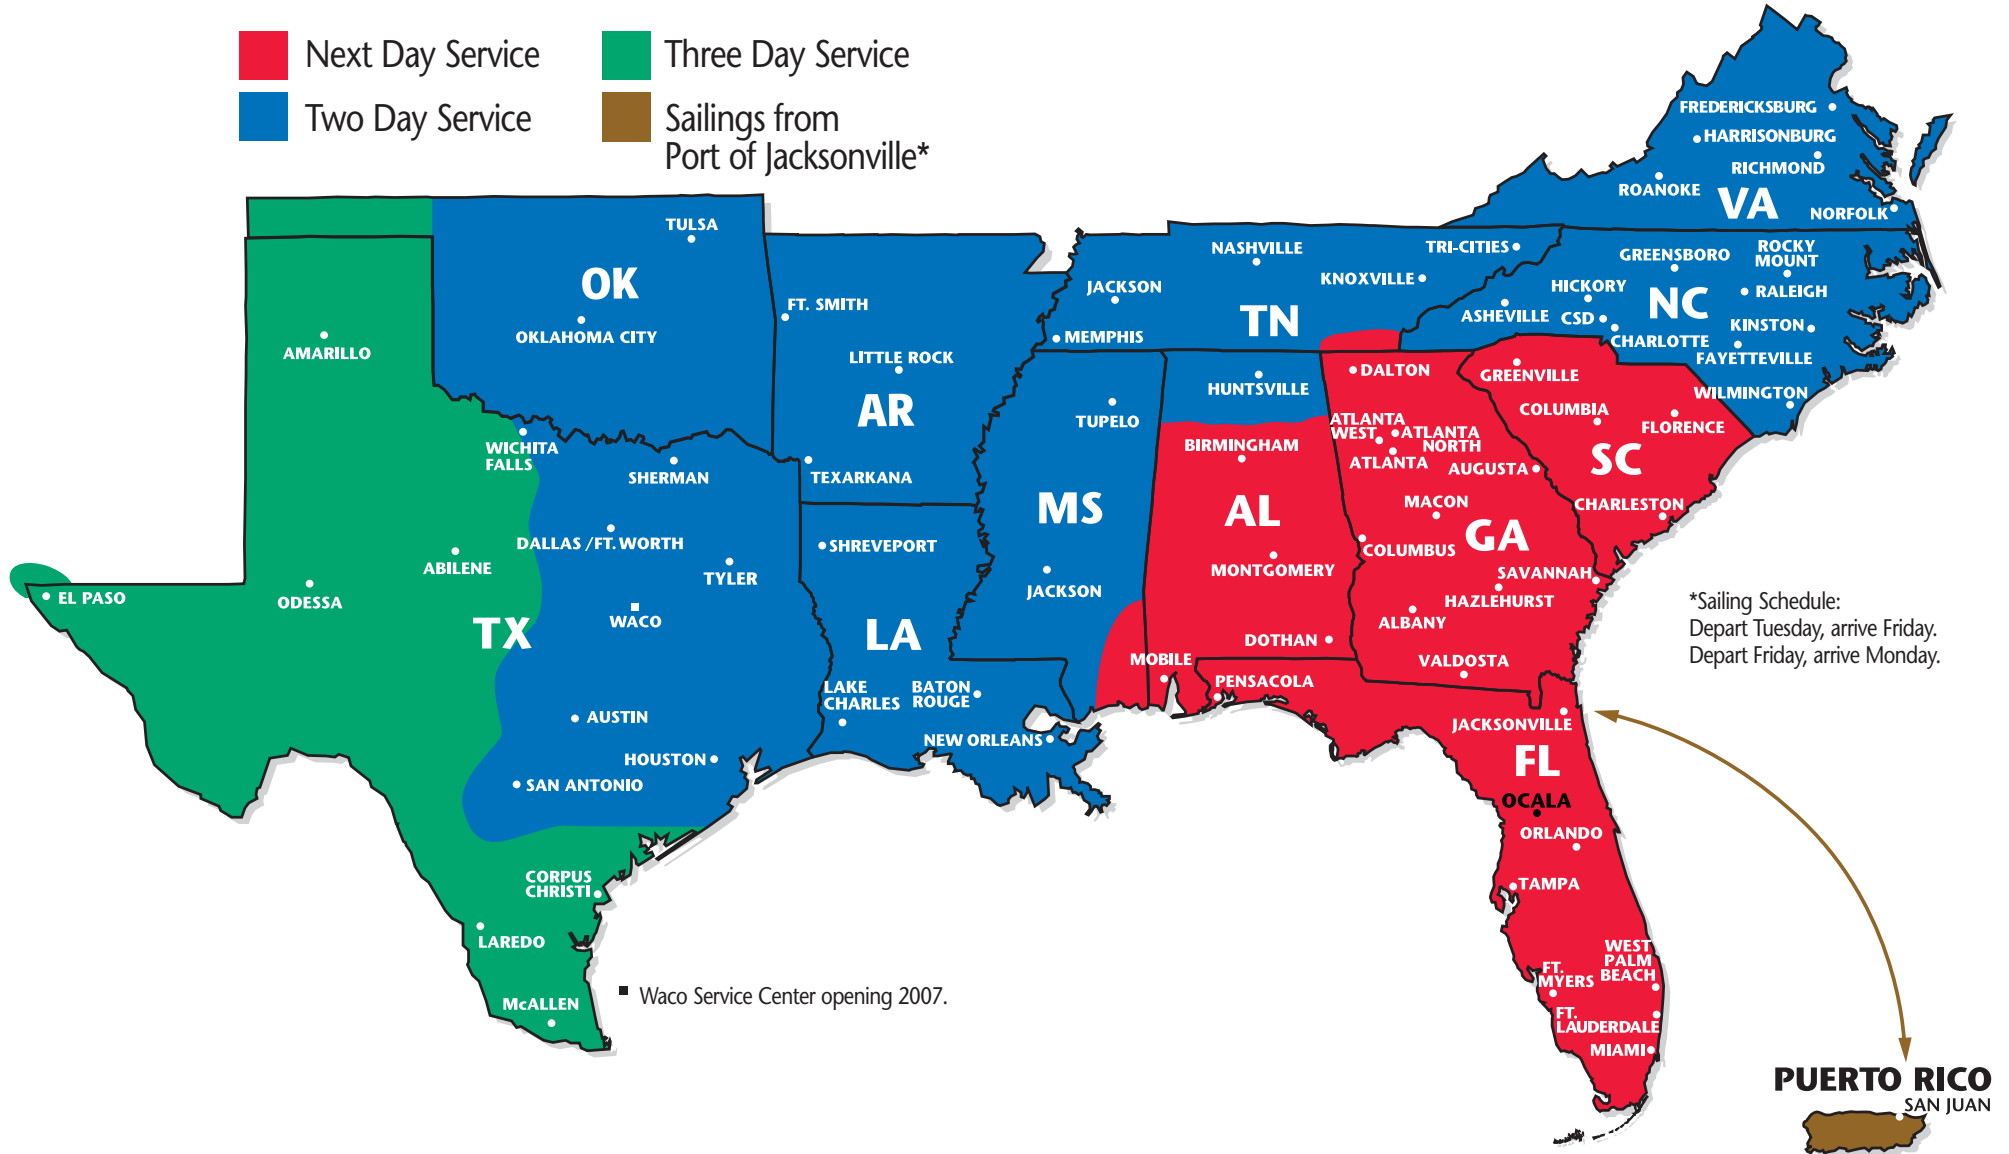 Next Day Service
Three Day Service
Two Day Service
Sailings from
Port of Jacksonville*
FREDERICKSBURG
HARRISONBURG
RICHMOND
ROANOKE
VA
NORFOLK
TULSA
OK
OKLAHOMA CITY
AMARILLO
FT. SMITH
LITTLE ROCK
AR
TEXARKANA
NASHVILLE
TRI-CITIES
KNOXVILLE
JACKSON
TN
MEMPHIS
GREENSBORO
ROCKY
MOUNT
HICKORY
NC
RALEIGH
ASHEVILLE
CSD
KINSTON
CHARLOTTE
FAYETTEVILLE
WILMINGTON
HUNTSVILLE
DALTON
GREENVILLE
COLUMBIA
FLORENCE
SC
CHARLESTON
TUPELO
MS
JACKSON
BIRMINGHAM
AL
MONTGOMERY
DOTHAN
MOBILE
ATLANTA
WEST
ATLANTA
NORTH
ATLANTA
AUGUSTA
MACON
GA
COLUMBUS
SAVANNAH
HAZLEHURST
ALBANY
VALDOSTA
WICHITA
FALLS
SHERMAN
DALLAS /FT. WORTH
ABILENE
TYLER
EL PASO
ODESSA
WACO
TX
AUSTIN
HOUSTON
SAN ANTONIO
CORPUS
CHRISTI
LAREDO
McALLEN
SHREVEPORT
LA
LAKE
CHARLES
BATON
ROUGE
NEW ORLEANS
PENSACOLA
JACKSONVILLE
FL
OCALA
ORLANDO
TAMPA
WEST
PALM
BEACH
FT.
MYERS
FT.
LAUDERDALE
MIAMI
*Sailing Schedule:
Depart Tuesday, arrive Friday.
Depart Friday, arrive Monday.
■ Waco Service Center opening 2007.
PUERTO RICO
SAN JUAN